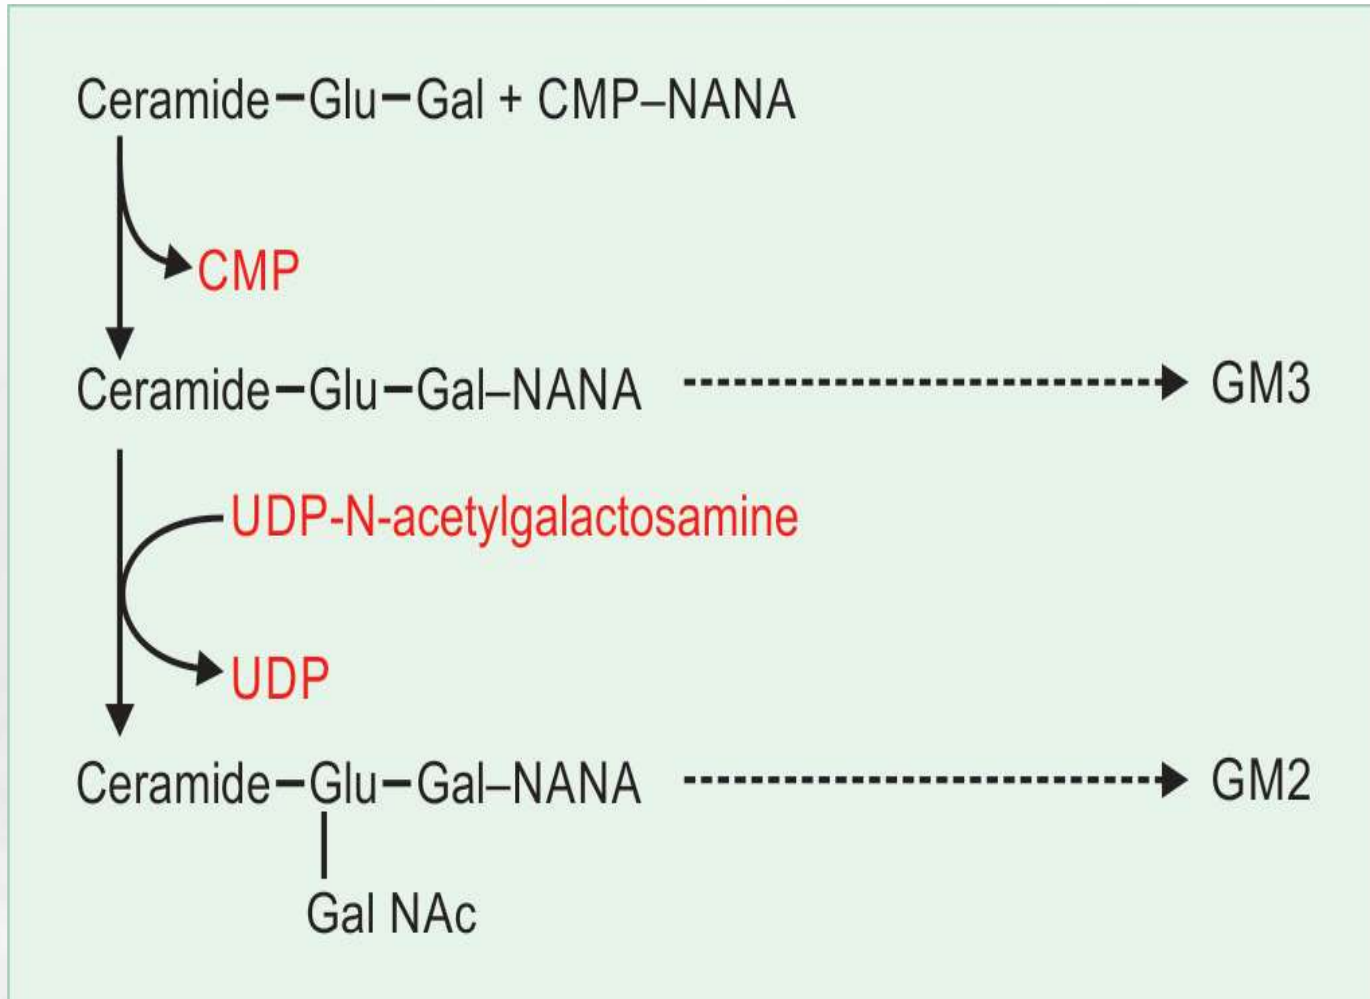 Ceramide–Glu–Gal + CMP–NANA
CMP
Ceramide–Glu–Gal–NANA GM3
UDP-N-acetylgalactosamine
UDP
Ceramide–Glu–Gal–NANA GM2
Gal NAc